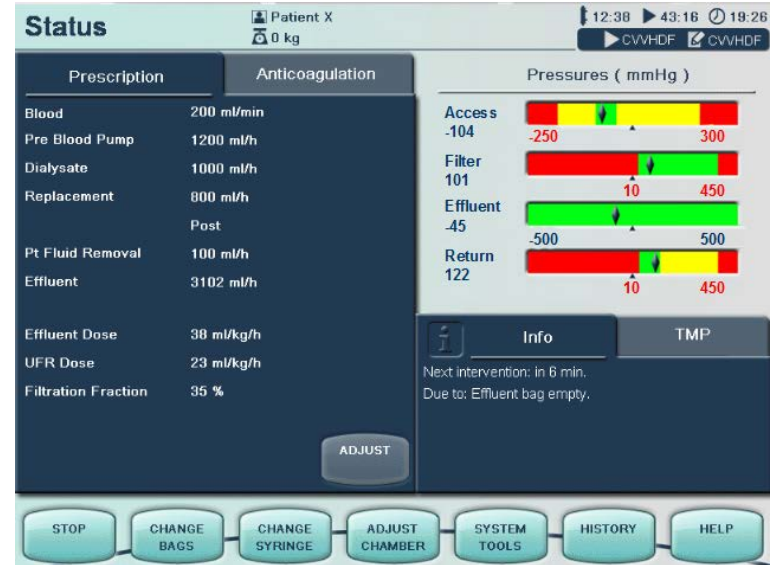 Status
Patient X
0 kg
12:38 43:16 19:26
CVVHDF CVVHDF
Prescription
Anticoagulation
Blood 200 ml/min
Pre Blood Pump 1200 ml/h
Dialysate 1000 ml/h
Replacement 800 ml/h
Post
Pt Fluid Removal 100 ml/h
Effluent 3102 ml/h
Effluent Dose 38 ml/kg/h
UFR Dose 23 ml/kg/h
Filtration Fraction 35 %
ADJUST
Pressures ( mmHg )
Access
-104
-250 300
Filter
101
10 450
Effluent
-45
-500 500
Return
122
10 450
i
Info
TMP
Next intervention: in 6 min.
Due to: Effluent bag empty.
STOP
CHANGE
BAGS
CHANGE
SYRINGE
ADJUST
CHAMBER
SYSTEM
TOOLS
HISTORY
HELP